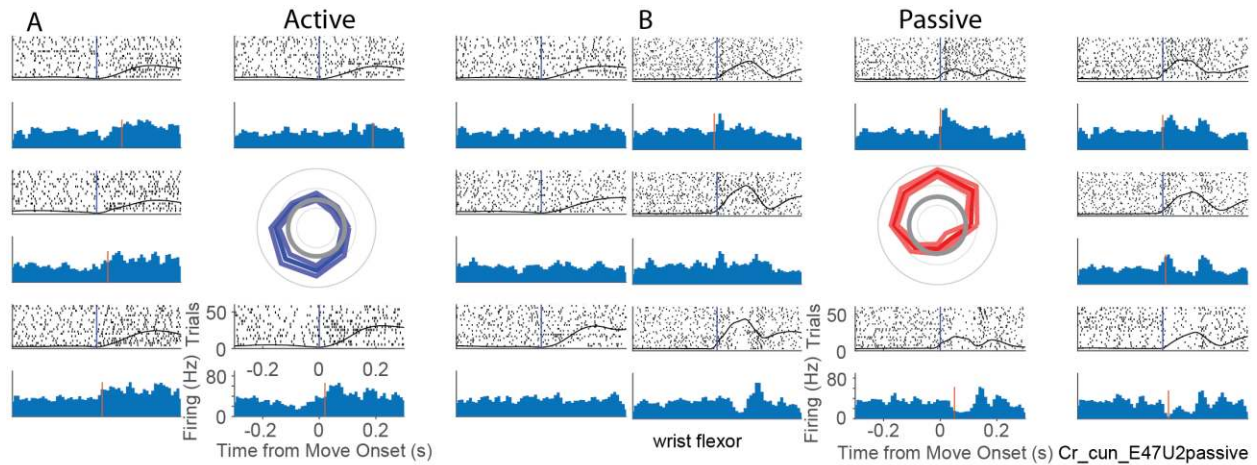 A Active B Passive
50
Trials
0
-0.2 0 0.2
80
40
0
Firing (Hz)
-0.2 0 0.2
Time from Move Onset (s)
wrist flexor
50
Trials
0
80
40
0
Firing (Hz)
-0.2 0 0.2
Time from Move Onset (s)
Cr_cun_E47U2passive